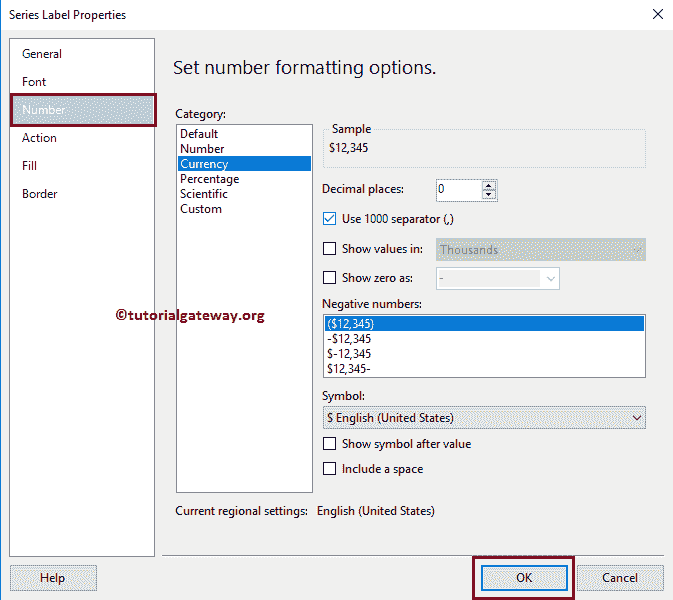 Series Label Properties
General
Font
Number
Action
Fill
Border
Set number formatting options.
Category:
Default
Number
Currency
Percentage
Scientific
Custom
Sample
$12,345
Decimal places:
0
Use 1000 separator (,)
Show values in:
Thousands
Show zero as:
-
Negative numbers:
($12,345)
-$12,345
$-12,345
$12,345-
Symbol:
$ English (United States)
Show symbol after value
Include a space
Current regional settings: English (United States)
©tutorialgateway.org
Help
OK
Cancel